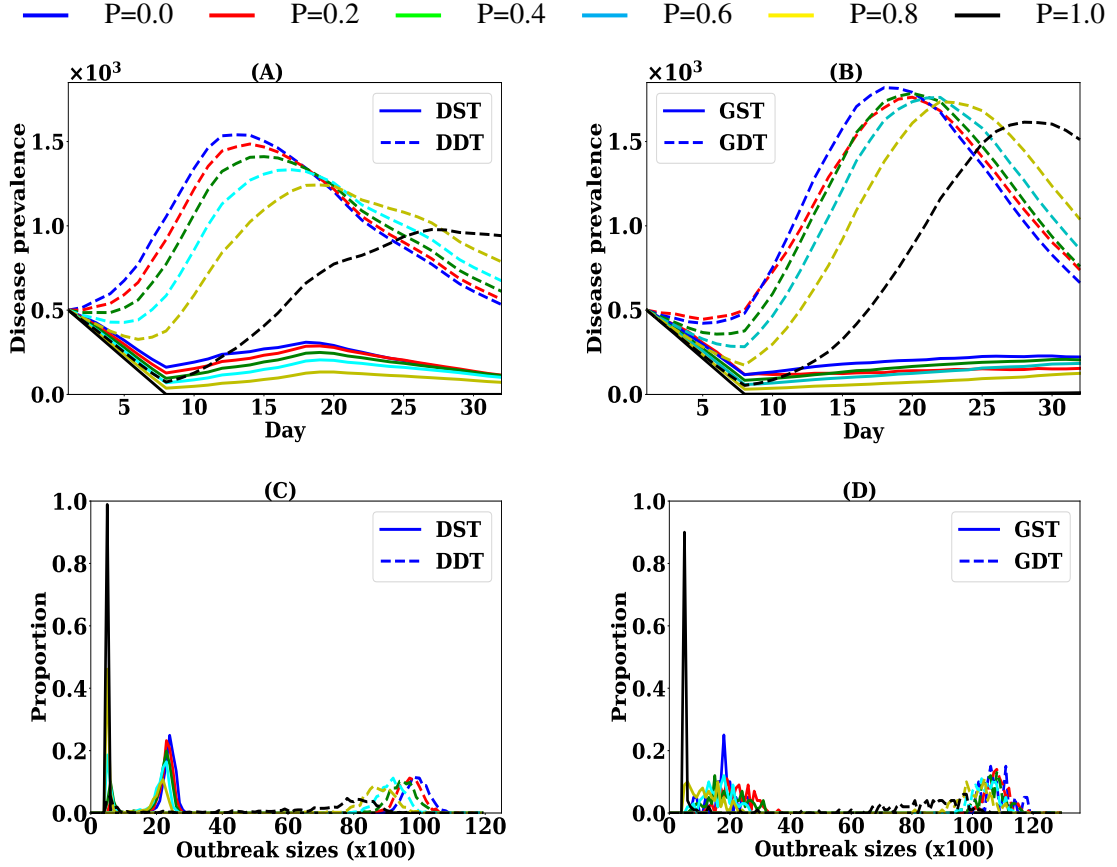 P=0.0 P=0.2 P=0.4 P=0.6 P=0.8 P=1.0
×10³ (A)
DST
DDT
Disease prevalence
1.5
1.0
0.5
0.0
5 10 15 20 25 30
Day
×10³ (B)
GST
GDT
Disease prevalence
1.5
1.0
0.5
0.0
5 10 15 20 25 30
Day
(C)
DST
DDT
Proportion
1.0
0.8
0.6
0.4
0.2
0.0
0 20 40 60 80 100 120
Outbreak sizes (x100)
(D)
GST
GDT
Proportion
1.0
0.8
0.6
0.4
0.2
0.0
0 20 40 60 80 100 120
Outbreak sizes (x100)